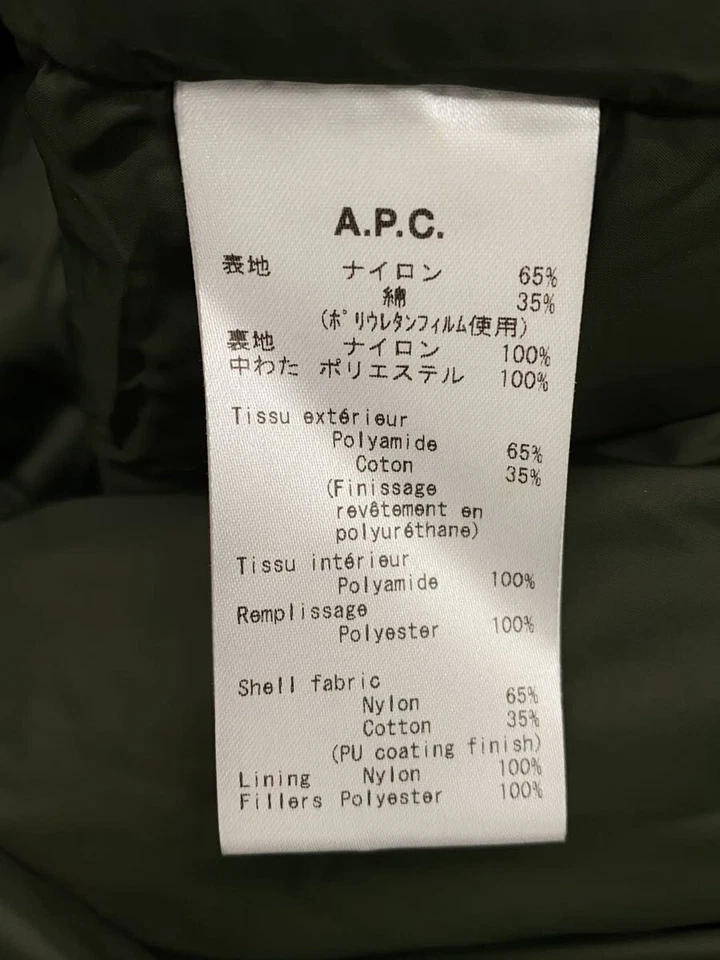 A.P.C.
表地 ナイロン 65%
綿 35%
(ポリウレタンフィルム使用)
裏地 ナイロン 100%
中わた ポリエステル 100%
Tissu extérieur
Polyamide 65%
Coton 35%
(Finissage
revêtement en
polyuréthane)
Tissu intérieur
Polyamide 100%
Remplissage
Polyester 100%
Shell fabric
Nylon 65%
Cotton 35%
(PU coating finish)
Lining Nylon 100%
Fillers Polyester 100%